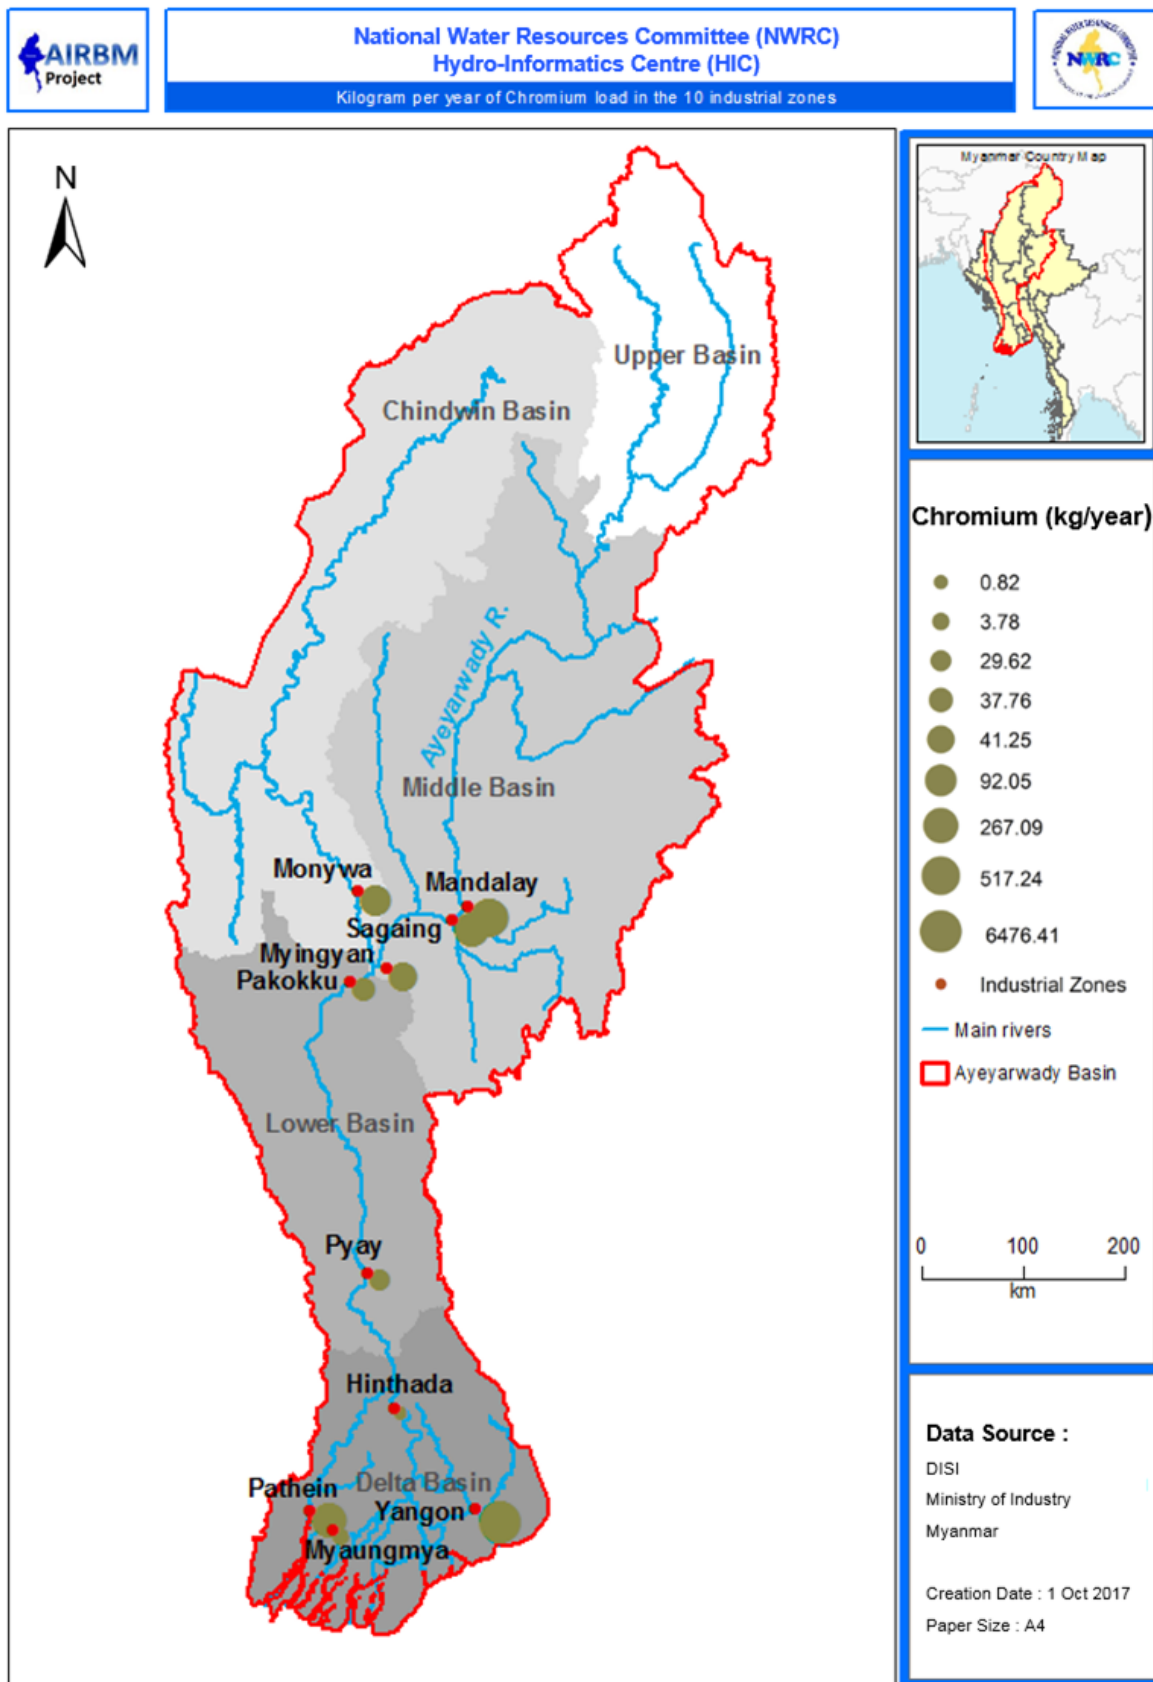 AIRBM
Project
National Water Resources Committee (NWRC)
Hydro-Informatics Centre (HIC)
Kilogram per year of Chromium load in the 10 industrial zones
NWRC
N
Upper Basin
Chindwin Basin
Ayeyarwady R.
Middle Basin
Monywa
Mandalay
Sagaing
Myingyan
Pakokku
Lower Basin
Pyay
Hinthada
Pathein
Delta Basin
Yangon
Myaungmya
Myanmar Country Map
Chromium (kg/year)
0.82
3.78
29.62
37.76
41.25
92.05
267.09
517.24
6476.41
Industrial Zones
Main rivers
Ayeyarwady Basin
0 100 200
km
Data Source :
DISI
Ministry of Industry
Myanmar
Creation Date : 1 Oct 2017
Paper Size : A4